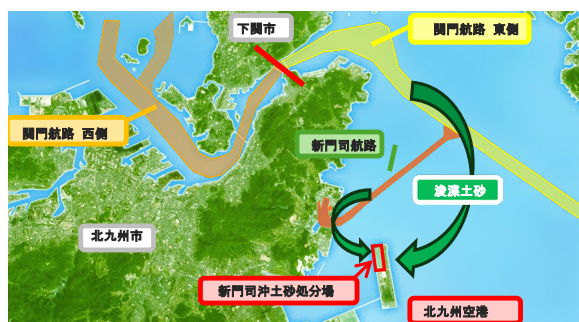 下関市
関門航路 東側
関門航路 西側
新門司航路
浚渫土砂
北九州市
新門司沖土砂処分場
北九州空港